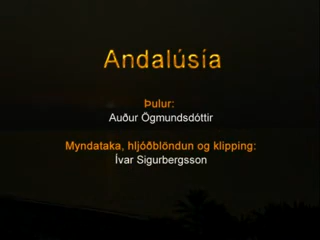 Andalúsía
Þulur:
Auður Ögmundsdóttir
Myndataka, hljóðblöndun og klipping:
Ívar Sigurbergsson